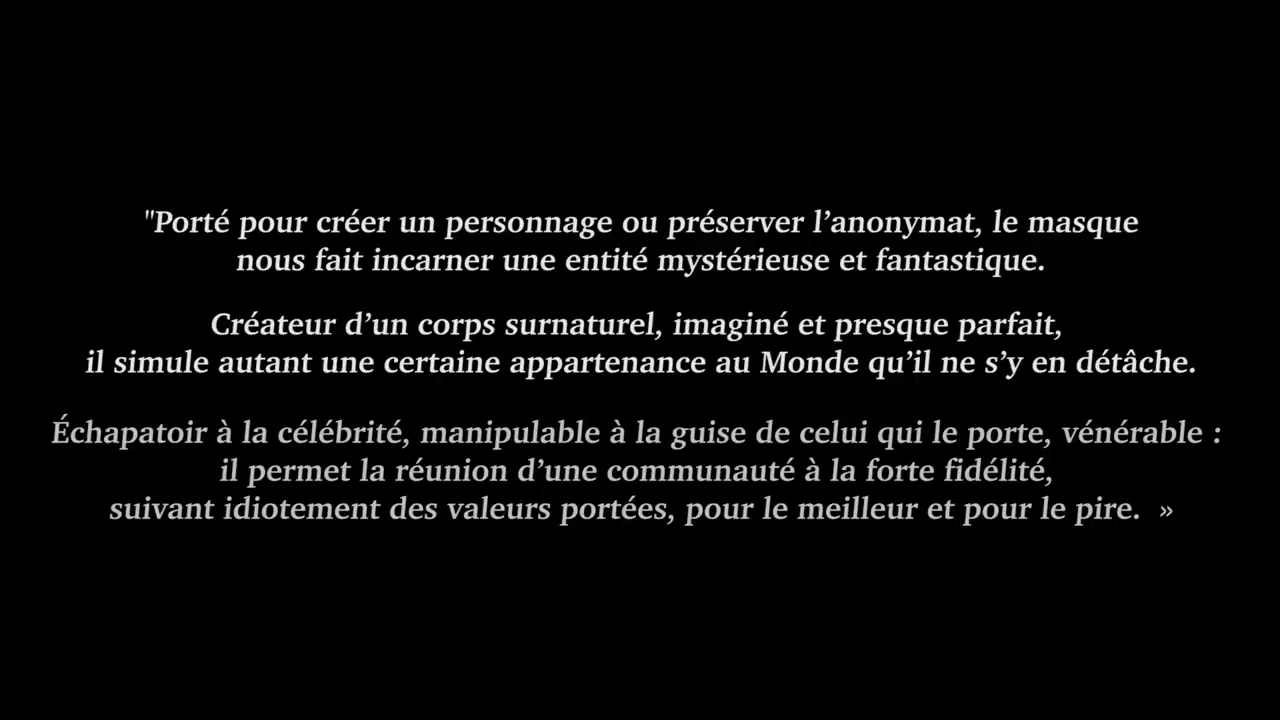 "Porté pour créer un personnage ou préserver l’anonymat, le masque
nous fait incarner une entité mystérieuse et fantastique.
Créateur d’un corps surnaturel, imaginé et presque parfait,
il simule autant une certaine appartenance au Monde qu’il ne s’y en détâche.
Échapatoir à la célébrité, manipulable à la guise de celui qui le porte, vénérable :
il permet la réunion d’une communauté à la forte fidélité,
suivant idiotement des valeurs portées, pour le meilleur et pour le pire. »